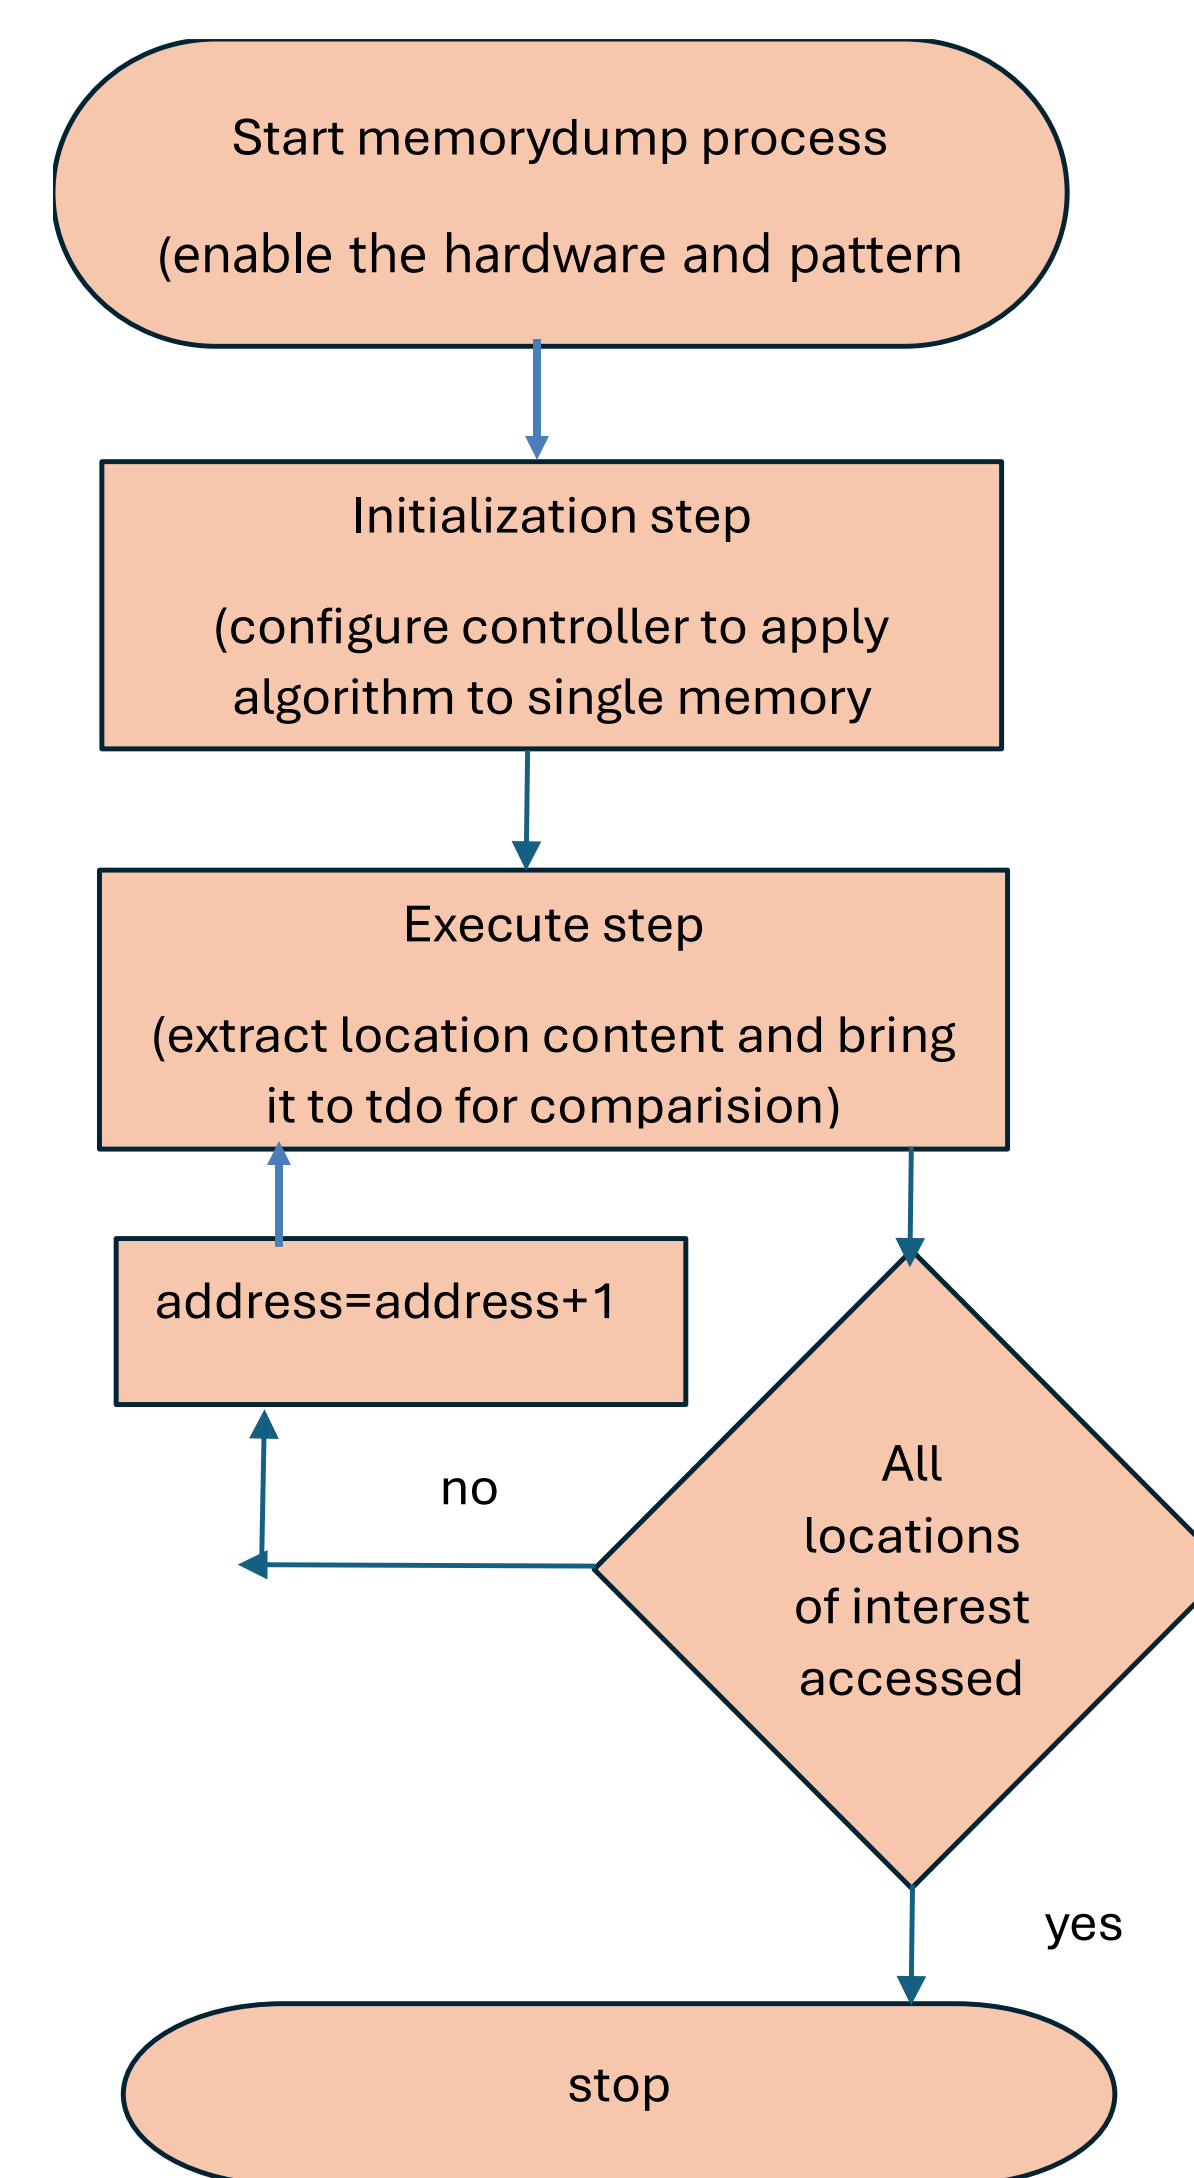 Start memorydump process
(enable the hardware and pattern
Initialization step
(configure controller to apply
algorithm to single memory
Execute step
(extract location content and bring
it to tdo for comparision)
address=address+1
no
All
locations
of interest
accessed
yes
stop